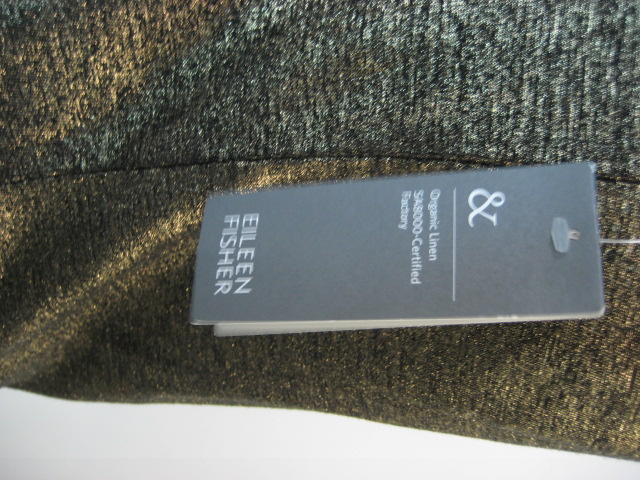 &
Organic Linen
SA8000-Certified
Factory
EILEEN
FISHER